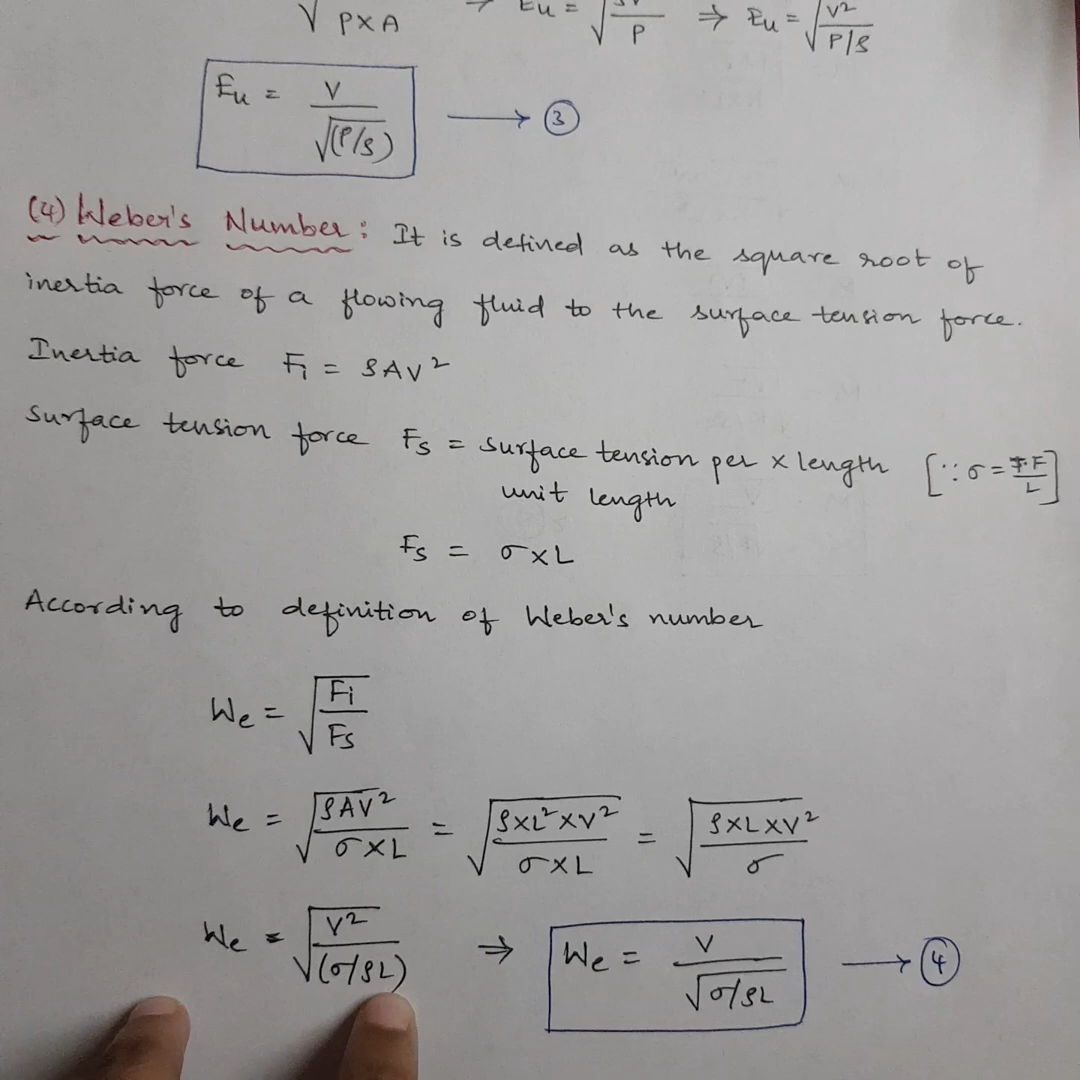 √ P×A ⇒ Eu = √(ρV²/P) ⇒ Eu = √(V²/P/ρ)
Eu = V/√(P/ρ) → ③
(4) Weber's Number: It is defined as the square root of
inertia force of a flowing fluid to the surface tension force.
Inertia force Fi = ρAV²
Surface tension force Fs = surface tension per × length [∵ σ = F/L]
unit length
Fs = σ×L
According to definition of Weber's number
We = √(Fi/Fs)
We = √(ρAV²/σ×L) = √(ρ×L²×V²/σ×L) = √(ρ×L×V²/σ)
We = √(V²/(σ/ρL)) ⇒ We = V/√σ/ρL → ④